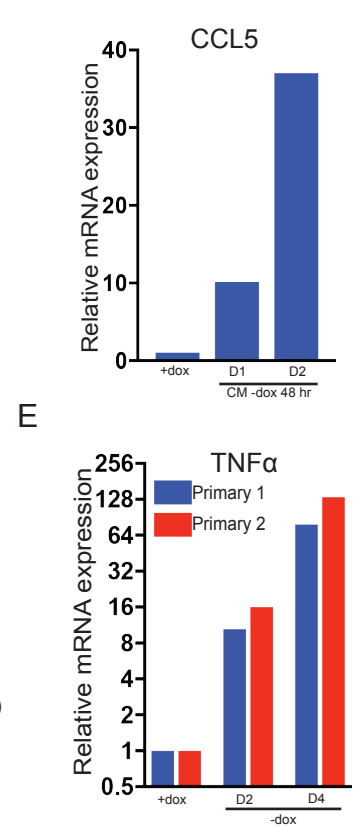 CCL5
Relative mRNA expression
40
30
20
10
0
+dox D1 D2
CM -dox 48 hr
E
TNFα
Relative mRNA expression
256
128
64
32
16
8
4
2
1
0.5
Primary 1
Primary 2
+dox D2 D4
-dox